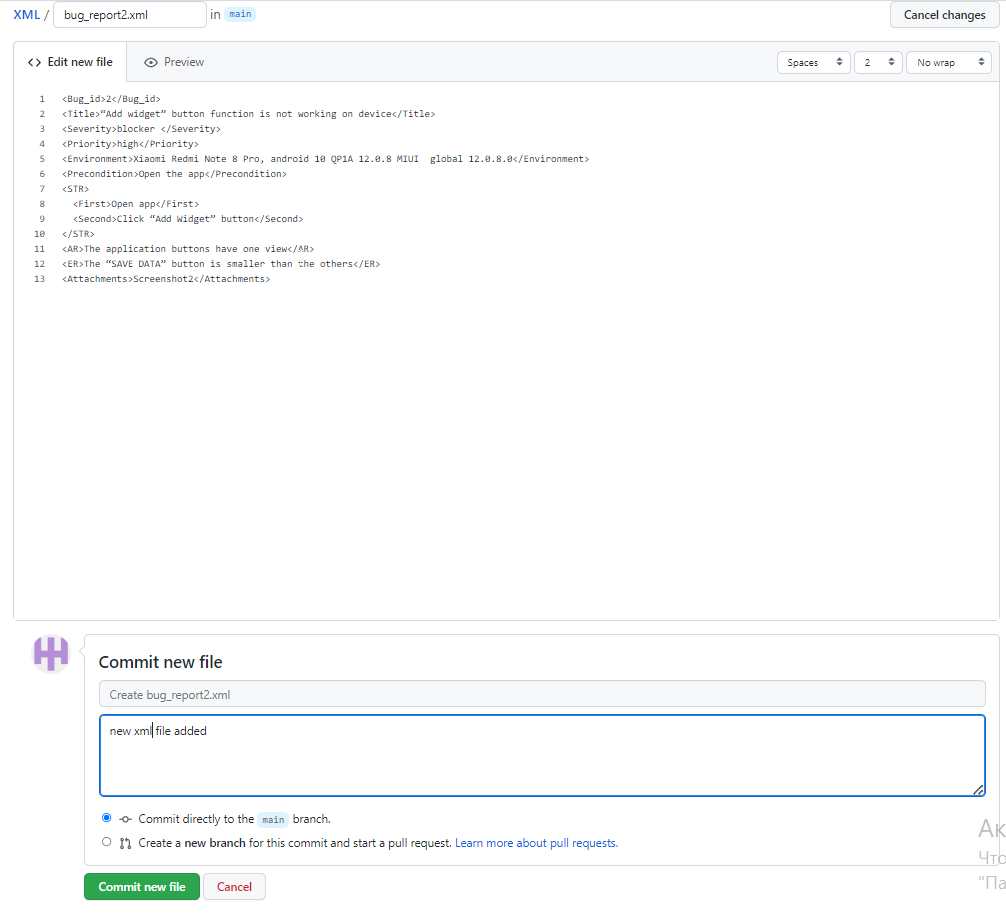 XML / bug_report2.xml in main Cancel changes
Edit new file Preview Spaces 2 No wrap
1 <Bug_id>2</Bug_id>
2 <Title>“Add widget” button function is not working on device</Title>
3 <Severity>blocker </Severity>
4 <Priority>high</Priority>
5 <Environment>Xiaomi Redmi Note 8 Pro, android 10 QP1A 12.0.8 MIUI  global 12.0.8.0</Environment>
6 <Precondition>Open the app</Precondition>
7 <STR>
8   <First>Open app</First>
9   <Second>Click “Add Widget” button</Second>
10 </STR>
11 <AR>The application buttons have one view</AR>
12 <ER>The “SAVE DATA” button is smaller than the others</ER>
13 <Attachments>Screenshot2</Attachments>
Commit new file
Create bug_report2.xml
new xml file added
Commit directly to the main branch.
Create a new branch for this commit and start a pull request. Learn more about pull requests.
Ак
Что
"Па
Commit new file Cancel